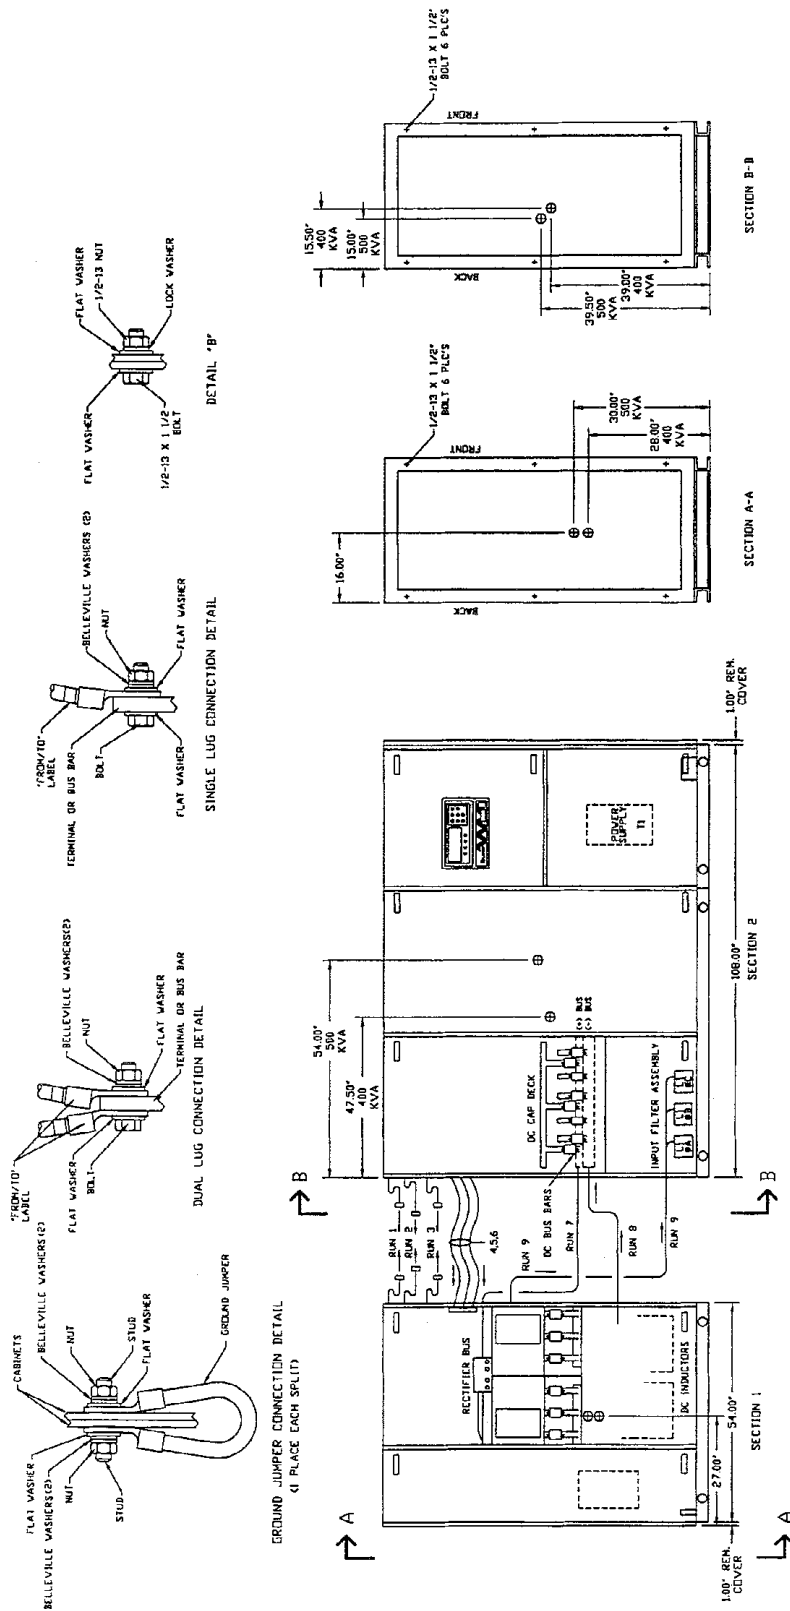 CABINETS
FLAT WASHER
BELLEVILLE WASHERS(2)
NUT
STUD
BELLEVILLE WASHERS(2)
NUT
STUD
FLAT WASHER
GROUND JUMPER
GROUND JUMPER CONNECTION DETAIL
(1 PLACE EACH SPLIT)
"FROM/TO"
LABEL
FLAT WASHER
BOLT
BELLEVILLE WASHERS(2)
NUT
FLAT WASHER
TERMINAL OR BUS BAR
DUAL LUG CONNECTION DETAIL
"FROM/TO"
LABEL
TERMINAL OR BUS BAR
BOLT
FLAT WASHER
BELLEVILLE WASHERS (2)
NUT
FLAT WASHER
SINGLE LUG CONNECTION DETAIL
FLAT WASHER
1/2-13 X 1 1/2
BOLT
FLAT WASHER
1/2-13 NUT
LOCK WASHER
DETAIL "B"
A
A
1.00" REM.
COVER
27.00"
54.00"
SECTION 1
RECTIFIER BUS
DC INDUCTORS
RUN 1
RUN 2
RUN 3
4,5,6
RUN 9
DC BUS BARS
RUN 7
RUN 8
RUN 9
B
B
54.00"
500
KVA
47.50"
400
KVA
DC CAP DECK
(+) BUS
(-) BUS
INPUT FILTER ASSEMBLY
POWER
SUPPLY
T1
108.00"
SECTION 2
1.00" REM.
COVER
16.00"
BACK
FRONT
1/2-13 X 1 1/2"
BOLT 6 PLC'S
30.00"
500
KVA
28.00"
400
KVA
SECTION A-A
15.50"
400
KVA
15.00"
500
KVA
BACK
FRONT
1/2-13 X 1 1/2"
BOLT 6 PLC'S
39.50"
500
KVA
39.00"
400
KVA
SECTION B-B